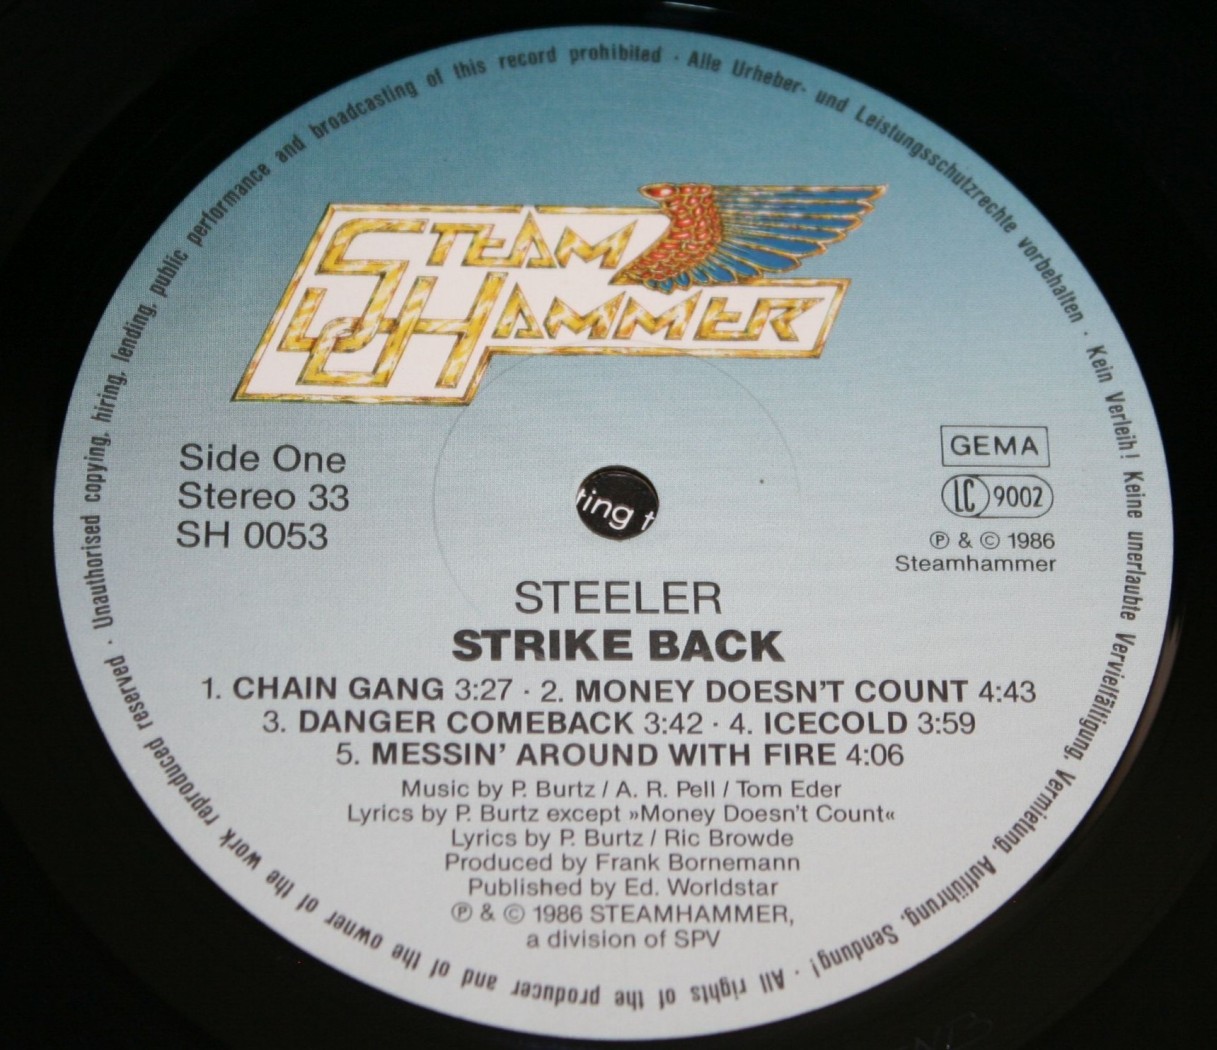 Unauthorised copying, hiring, lending, public performance and broadcasting of this record prohibited · Alle Urheber- und Leistungsschutzrechte vorbehalten · Kein Verleih! Keine unerlaubte Vervielfältigung, Vermietung, Aufführung, Sendung! · All rights of the producer and of the owner of the work reproduced reserved ·
STEAM
HAMMER
Side One
Stereo 33
SH 0053
GEMA
LC 9002
℗ & © 1986
Steamhammer
ring t
STEELER
STRIKE BACK
1. CHAIN GANG 3:27 · 2. MONEY DOESN'T COUNT 4:43
3. DANGER COMEBACK 3:42 · 4. ICECOLD 3:59
5. MESSIN' AROUND WITH FIRE 4:06
Music by P. Burtz / A. R. Pell / Tom Eder
Lyrics by P. Burtz except »Money Doesn't Count«
Lyrics by P. Burtz / Ric Browde
Produced by Frank Bornemann
Published by Ed. Worldstar
℗ & © 1986 STEAMHAMMER,
a division of SPV